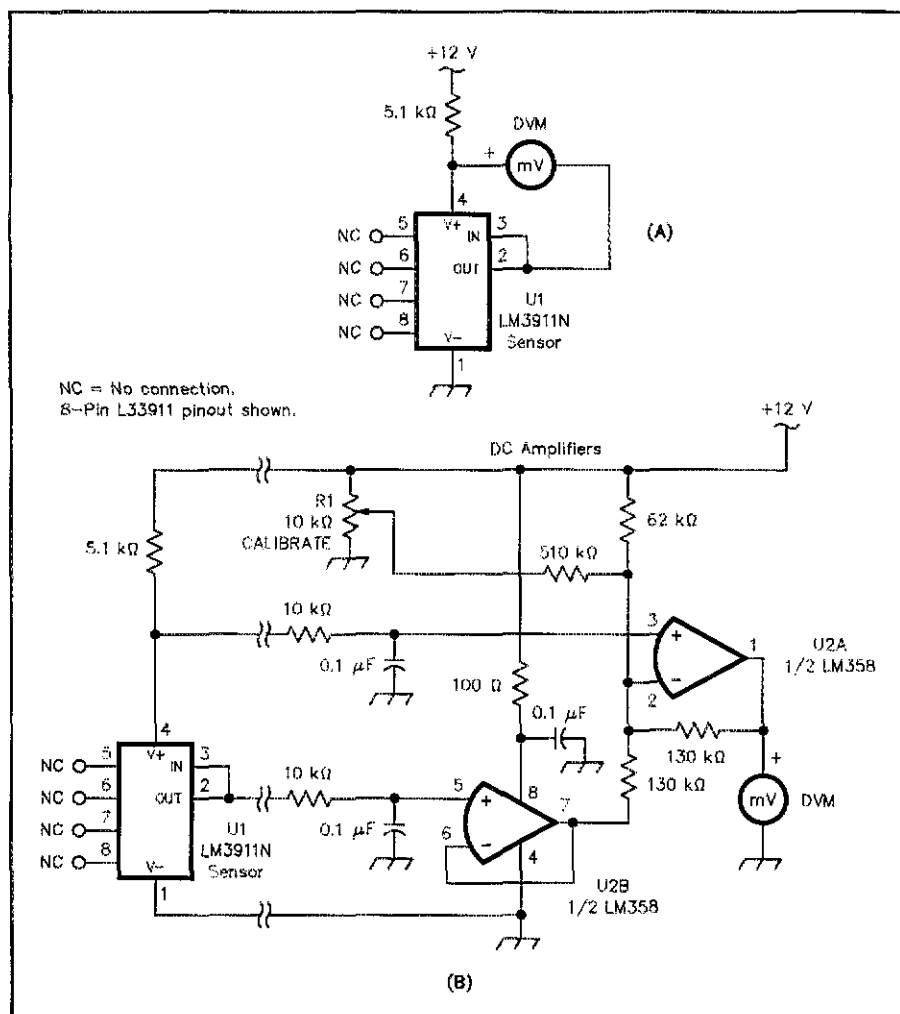 +12 V
5.1 kΩ
DVM
+
mV
4
V+
NC
5
IN
3
NC
6
OUT
2
NC
7
NC
8
V-
1
U1
LM3911N
Sensor
(A)
NC = No connection.
8-Pin L33911 pinout shown.
+12 V
DC Amplifiers
R1
10 kΩ
CALIBRATE
62 kΩ
5.1 kΩ
510 kΩ
10 kΩ
0.1 μF
3
+
1
-
2
U2A
1/2 LM358
100 Ω
0.1 μF
130 kΩ
130 kΩ
+
mV
DVM
4
V+
NC
5
IN
3
NC
6
OUT
2
NC
7
NC
8
V-
1
U1
LM3911N
Sensor
10 kΩ
0.1 μF
5
+
8
7
6
-
4
U2B
1/2 LM358
(B)